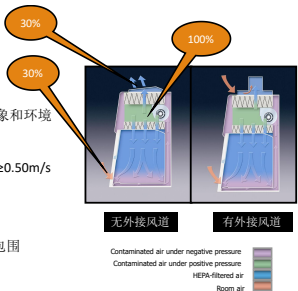 30%
100%
30%
象和环境
≥0.50m/s
无外接风道
有外接风道
包围
Contaminated air under negative pressure
Contaminated air under positive pressure
HEPA-filtered air
Room air